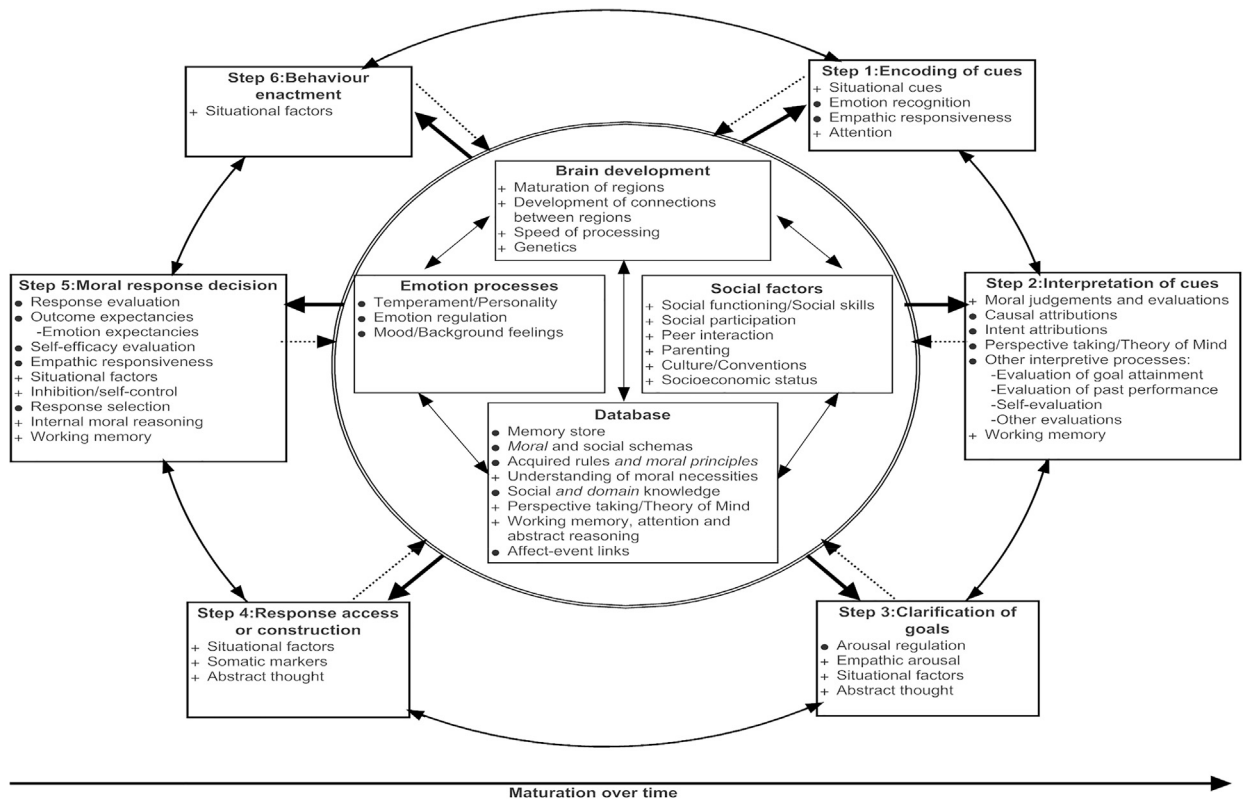 Step 6:Behaviour
enactment
+ Situational factors
Step 1:Encoding of cues
+ Situational cues
● Emotion recognition
● Empathic responsiveness
+ Attention
Brain development
+ Maturation of regions
+ Development of connections
between regions
+ Speed of processing
+ Genetics
Step 5:Moral response decision
● Response evaluation
● Outcome expectancies
-Emotion expectancies
● Self-efficacy evaluation
● Empathic responsiveness
+ Situational factors
+ Inhibition/self-control
● Response selection
+ Internal moral reasoning
+ Working memory
Emotion processes
● Temperament/Personality
● Emotion regulation
● Mood/Background feelings
Social factors
+ Social functioning/Social skills
+ Social participation
+ Peer interaction
+ Parenting
+ Culture/Conventions
+ Socioeconomic status
Step 2:Interpretation of cues
+ Moral judgements and evaluations
● Causal attributions
● Intent attributions
● Perspective taking/Theory of Mind
● Other interpretive processes:
-Evaluation of goal attainment
-Evaluation of past performance
-Self-evaluation
-Other evaluations
+ Working memory
Database
● Memory store
● Moral and social schemas
● Acquired rules and moral principles
+ Understanding of moral necessities
● Social and domain knowledge
+ Perspective taking/Theory of Mind
+ Working memory, attention and
abstract reasoning
● Affect-event links
Step 4:Response access
or construction
+ Situational factors
+ Somatic markers
+ Abstract thought
Step 3:Clarification of
goals
● Arousal regulation
+ Empathic arousal
+ Situational factors
+ Abstract thought
Maturation over time